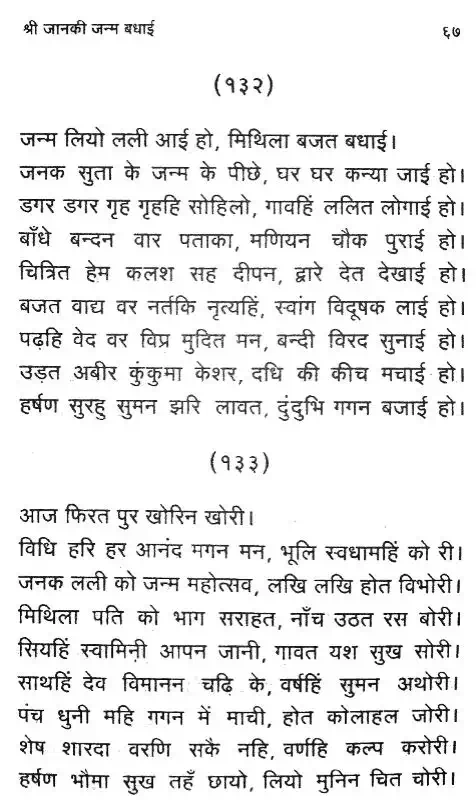 श्री जानकी जन्म बधाई ६७
(१३२)
जन्म लियो लली आई हो, मिथिला बजत बधाई।
जनक सुता के जन्म के पीछे, घर घर कन्या जाई हो।
डगर डगर गृह गृहहि सोहिलो, गावहिं ललित लोगाई हो।
बाँधे बन्दन वार पताका, मणियन चौक पुराई हो।
चित्रित हेम कलश सह दीपन, द्वारे देत देखाई हो।
बजत वाद्य वर नर्तकि नृत्यहिं, स्वांग विदूषक लाई हो।
पढ़हि वेद वर विप्र मुदित मन, बन्दी विरद सुनाई हो।
उड़त अबीर कुंकुमा केशर, दधि की कीच मचाई हो।
हर्षण सुरहु सुमन झरि लावत, दुंदुभि गगन बजाई हो।
(१३३)
आज फिरत पुर खोरिन खोरी।
विधि हरि हर आनंद मगन मन, भूलि स्वधामहिं को री।
जनक लली को जन्म महोत्सव, लखि लखि होत विभोरी।
मिथिला पति को भाग सराहत, नाँच उठत रस बोरी।
सियहिं स्वामिनी आपन जानी, गावत यश सुख सोरी।
साथहिं देव विमानन चढ़ि के, वर्षहिं सुमन अथोरी।
पंच धुनी महि गगन में माची, होत कोलाहल जोरी।
शेष शारदा वरणि सकै नहि, वर्णहि कल्प करोरी।
हर्षण भौमा सुख तहँ छायो, लियो मुनिन चित चोरी।